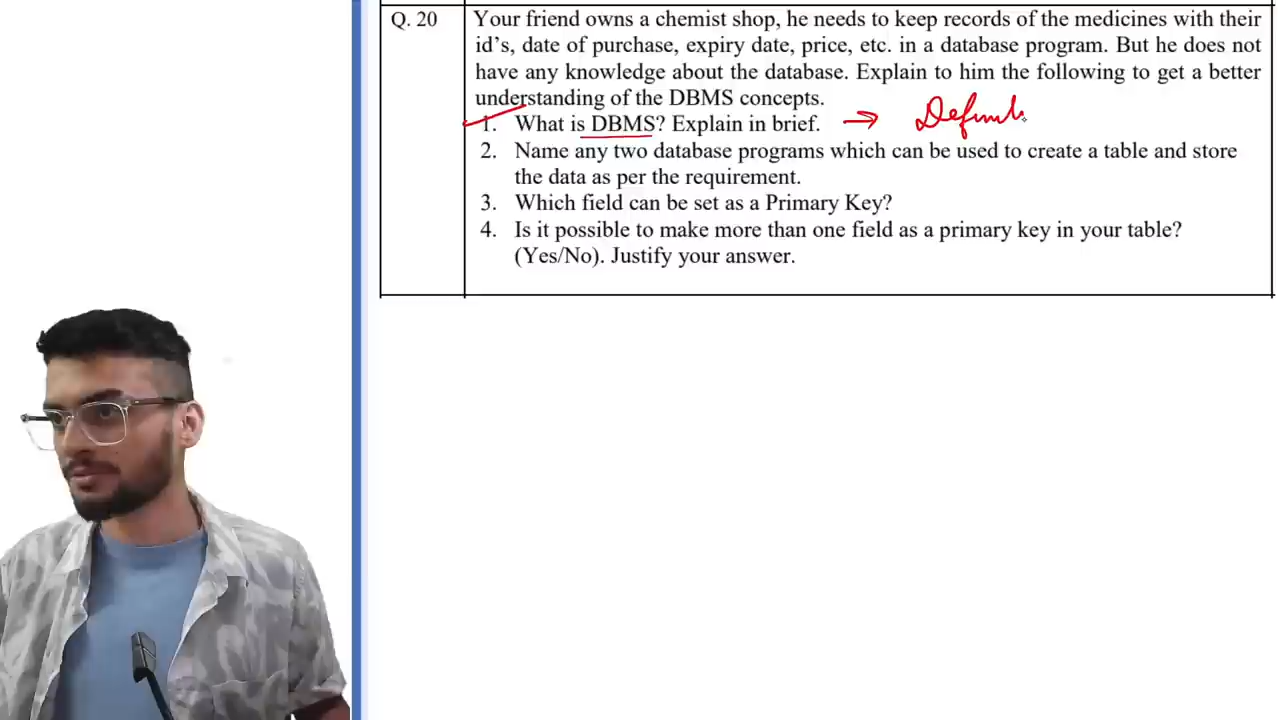 Q. 20
Your friend owns a chemist shop, he needs to keep records of the medicines with their
id’s, date of purchase, expiry date, price, etc. in a database program. But he does not
have any knowledge about the database. Explain to him the following to get a better
understanding of the DBMS concepts.
1. What is DBMS? Explain in brief. → Definit
2. Name any two database programs which can be used to create a table and store
the data as per the requirement.
3. Which field can be set as a Primary Key?
4. Is it possible to make more than one field as a primary key in your table?
(Yes/No). Justify your answer.